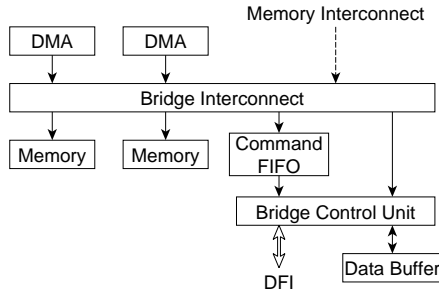 Memory Interconnect
DMA
DMA
Bridge Interconnect
Memory
Memory
Command
FIFO
Bridge Control Unit
DFI
Data Buffer